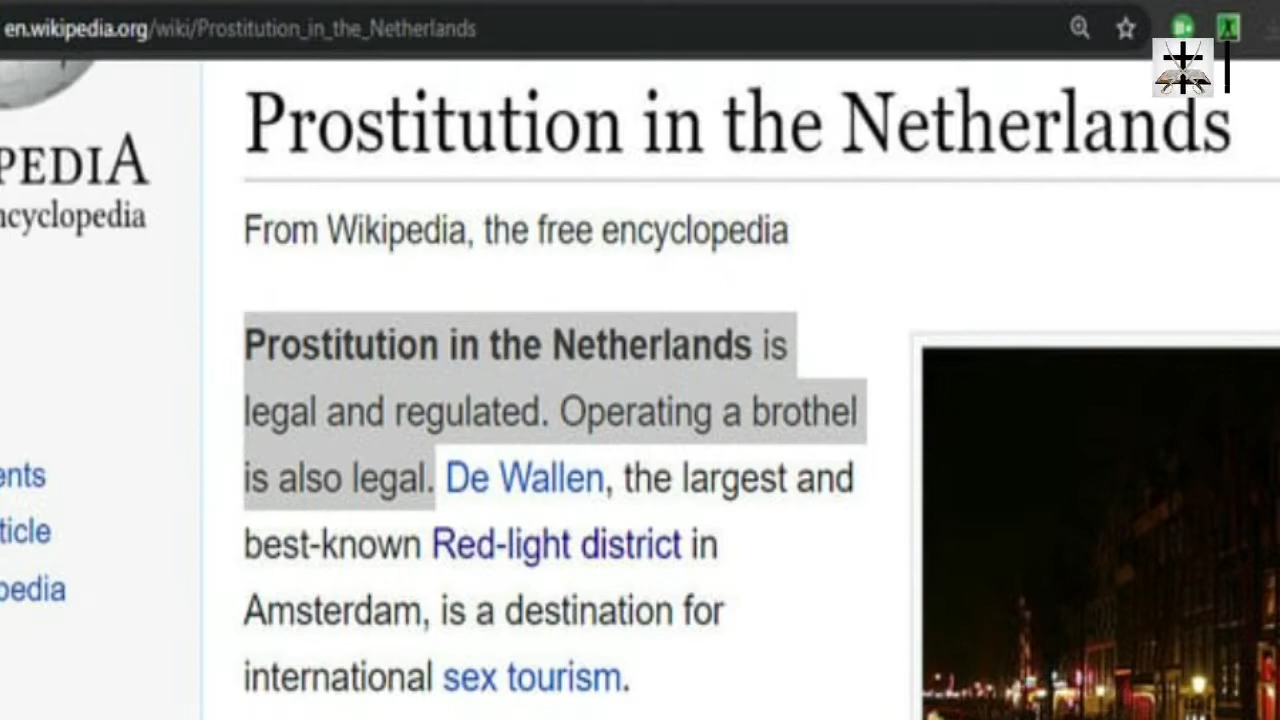 en.wikipedia.org/wiki/Prostitution_in_the_Netherlands
PEDIA
ncyclopedia
ents
ticle
pedia
Prostitution in the Netherlands
From Wikipedia, the free encyclopedia
Prostitution in the Netherlands is
legal and regulated. Operating a brothel
is also legal. De Wallen, the largest and
best-known Red-light district in
Amsterdam, is a destination for
international sex tourism.